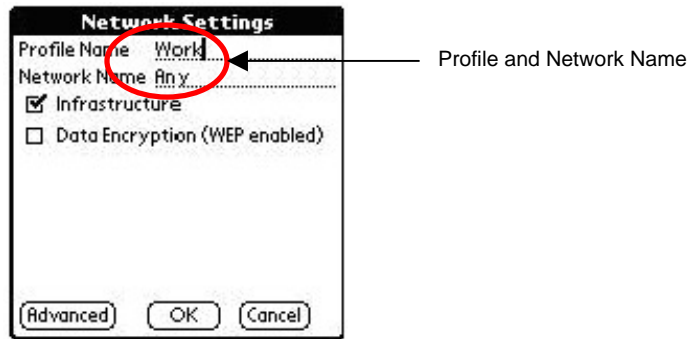 Network Settings
Profile Name Work
Network Name Any
Infrastructure
Data Encryption (WEP enabled)
Advanced OK Cancel
Profile and Network Name